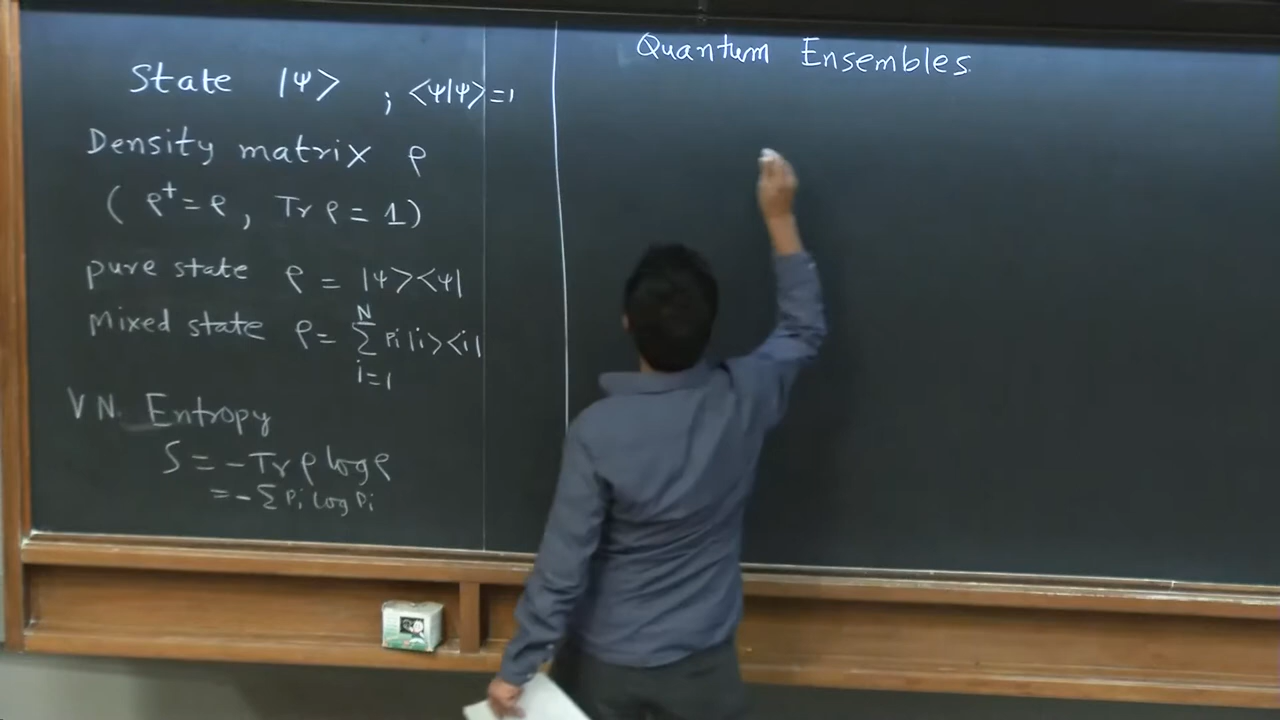 State |Ψ> ; <Ψ|Ψ>=1
Density matrix ρ
( ρ†=ρ, Tr ρ = 1)
pure state ρ = |Ψ><Ψ|
Mixed state ρ= N∑i=1 Pi|i><i|
V N. Entropy
S = -Tr ρ log ρ
= -∑ Pi log Pi
Quantum Ensembles.